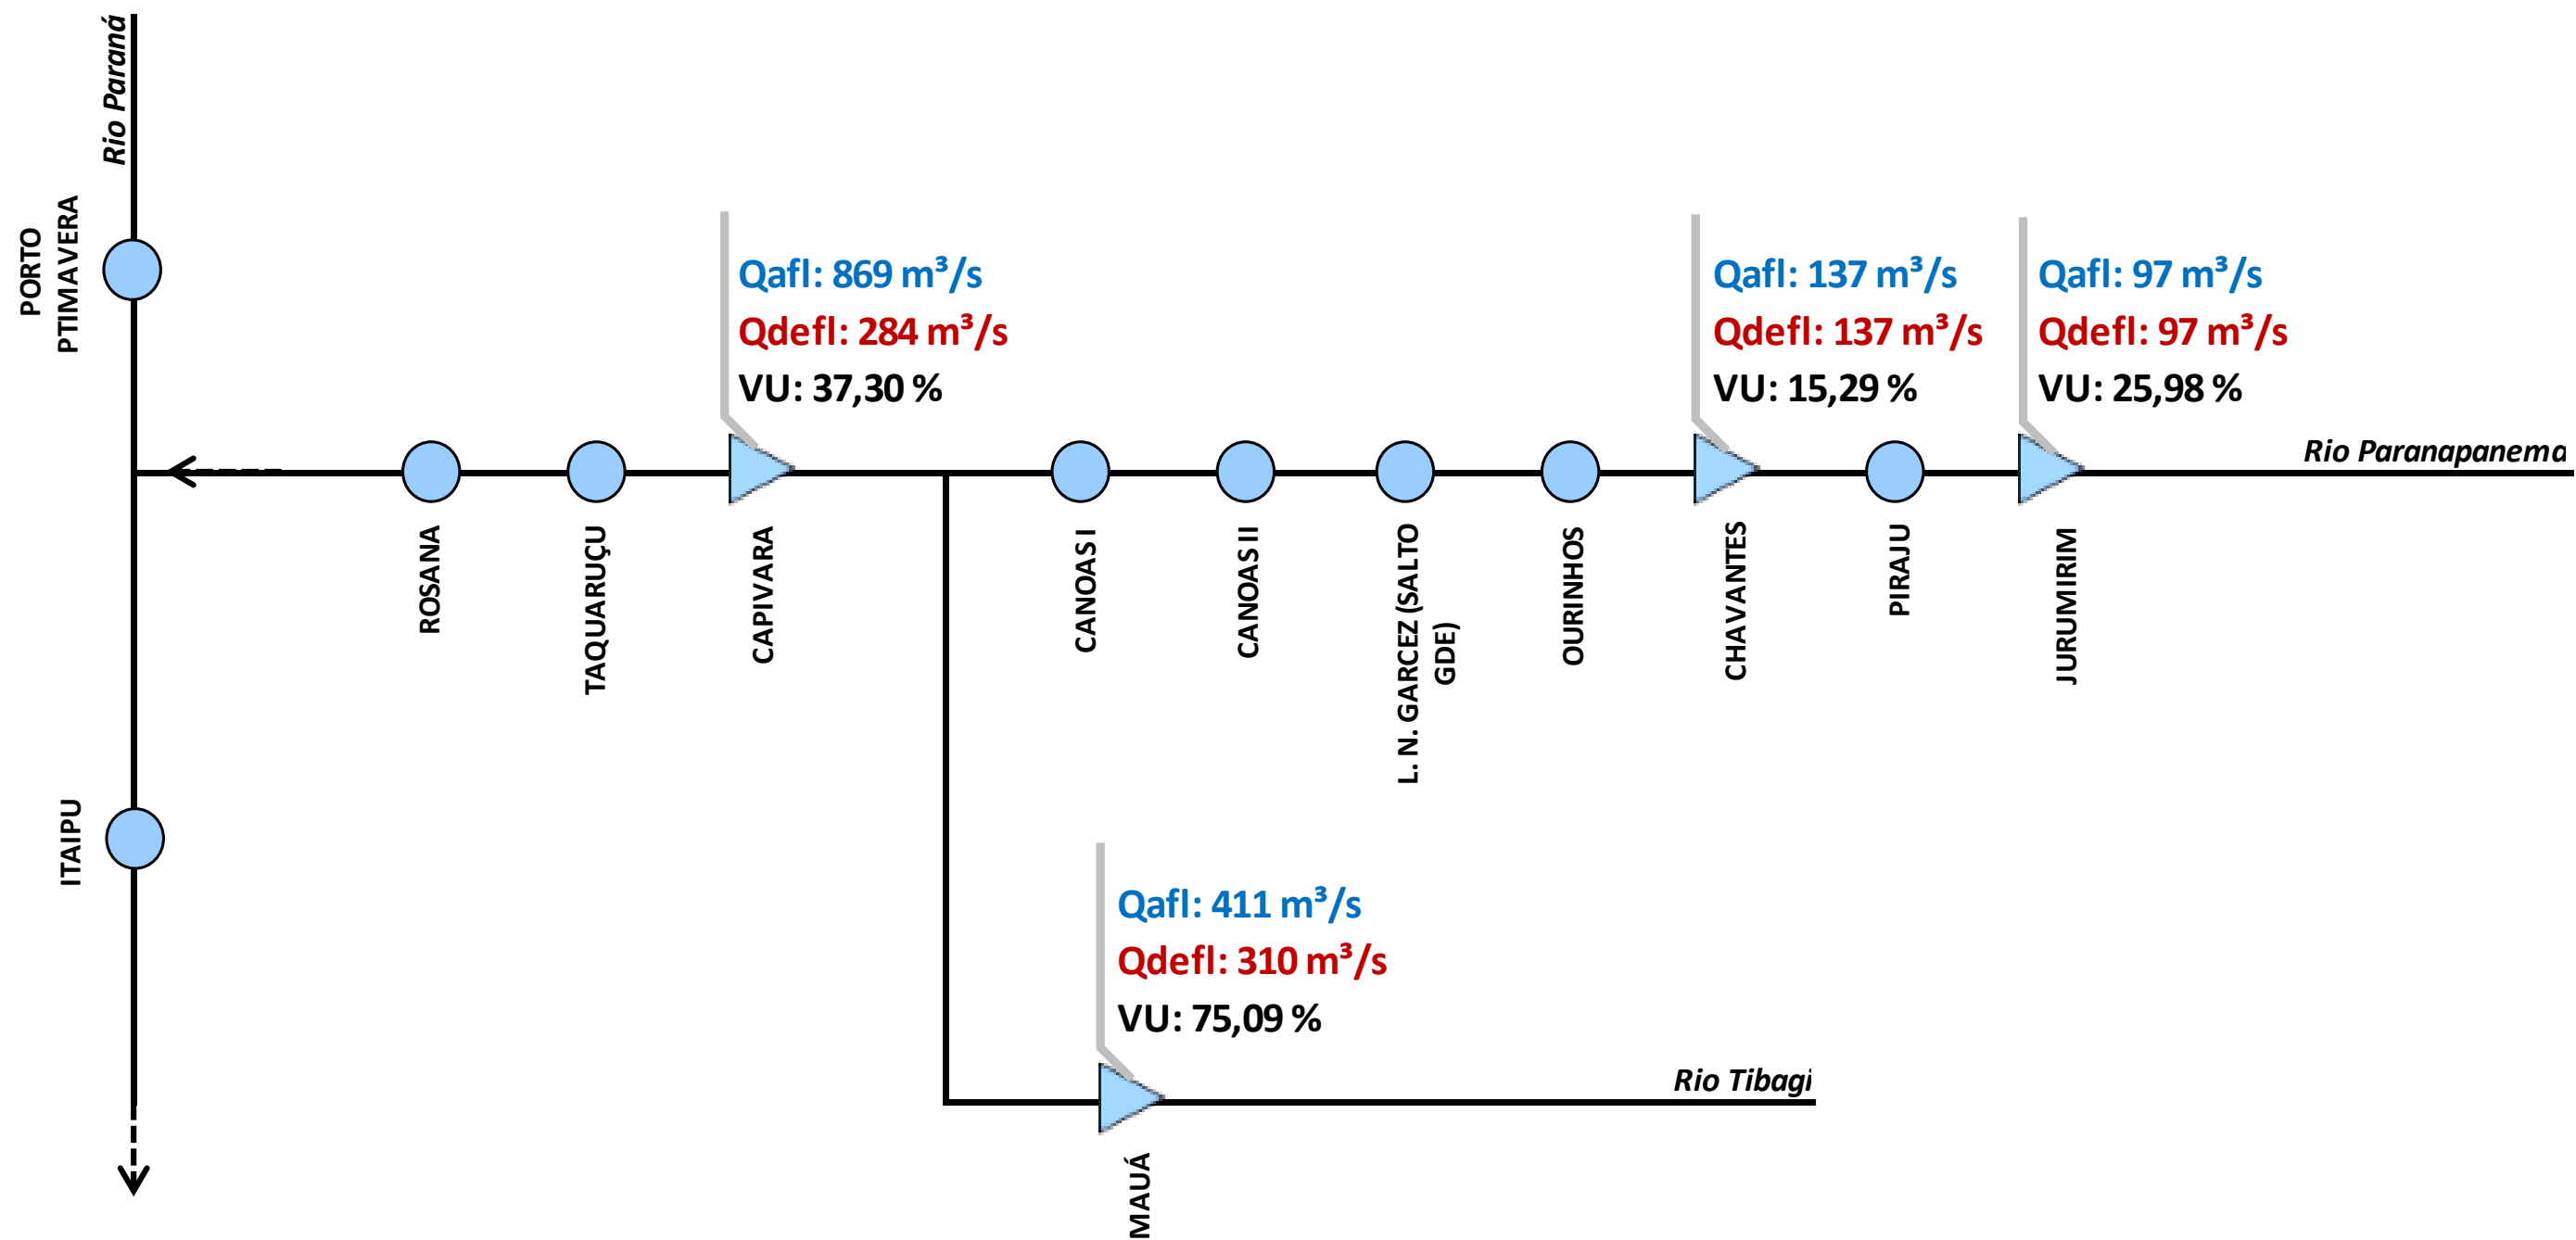 Rio Paraná
PORTO
PTIMAVERA
Qafl: 869 m³/s
Qdefl: 284 m³/s
VU: 37,30 %
Qafl: 137 m³/s
Qdefl: 137 m³/s
VU: 15,29 %
Qafl: 97 m³/s
Qdefl: 97 m³/s
VU: 25,98 %
Rio Paranapanema
ROSANA
TAQUARUÇU
CAPIVARA
CANOAS I
CANOAS II
L. N. GARCEZ (SALTO
GDE)
OURINHOS
CHAVANTES
PIRAJU
JURUMIRIM
ITAIPU
Qafl: 411 m³/s
Qdefl: 310 m³/s
VU: 75,09 %
Rio Tibagi
MAUÁ